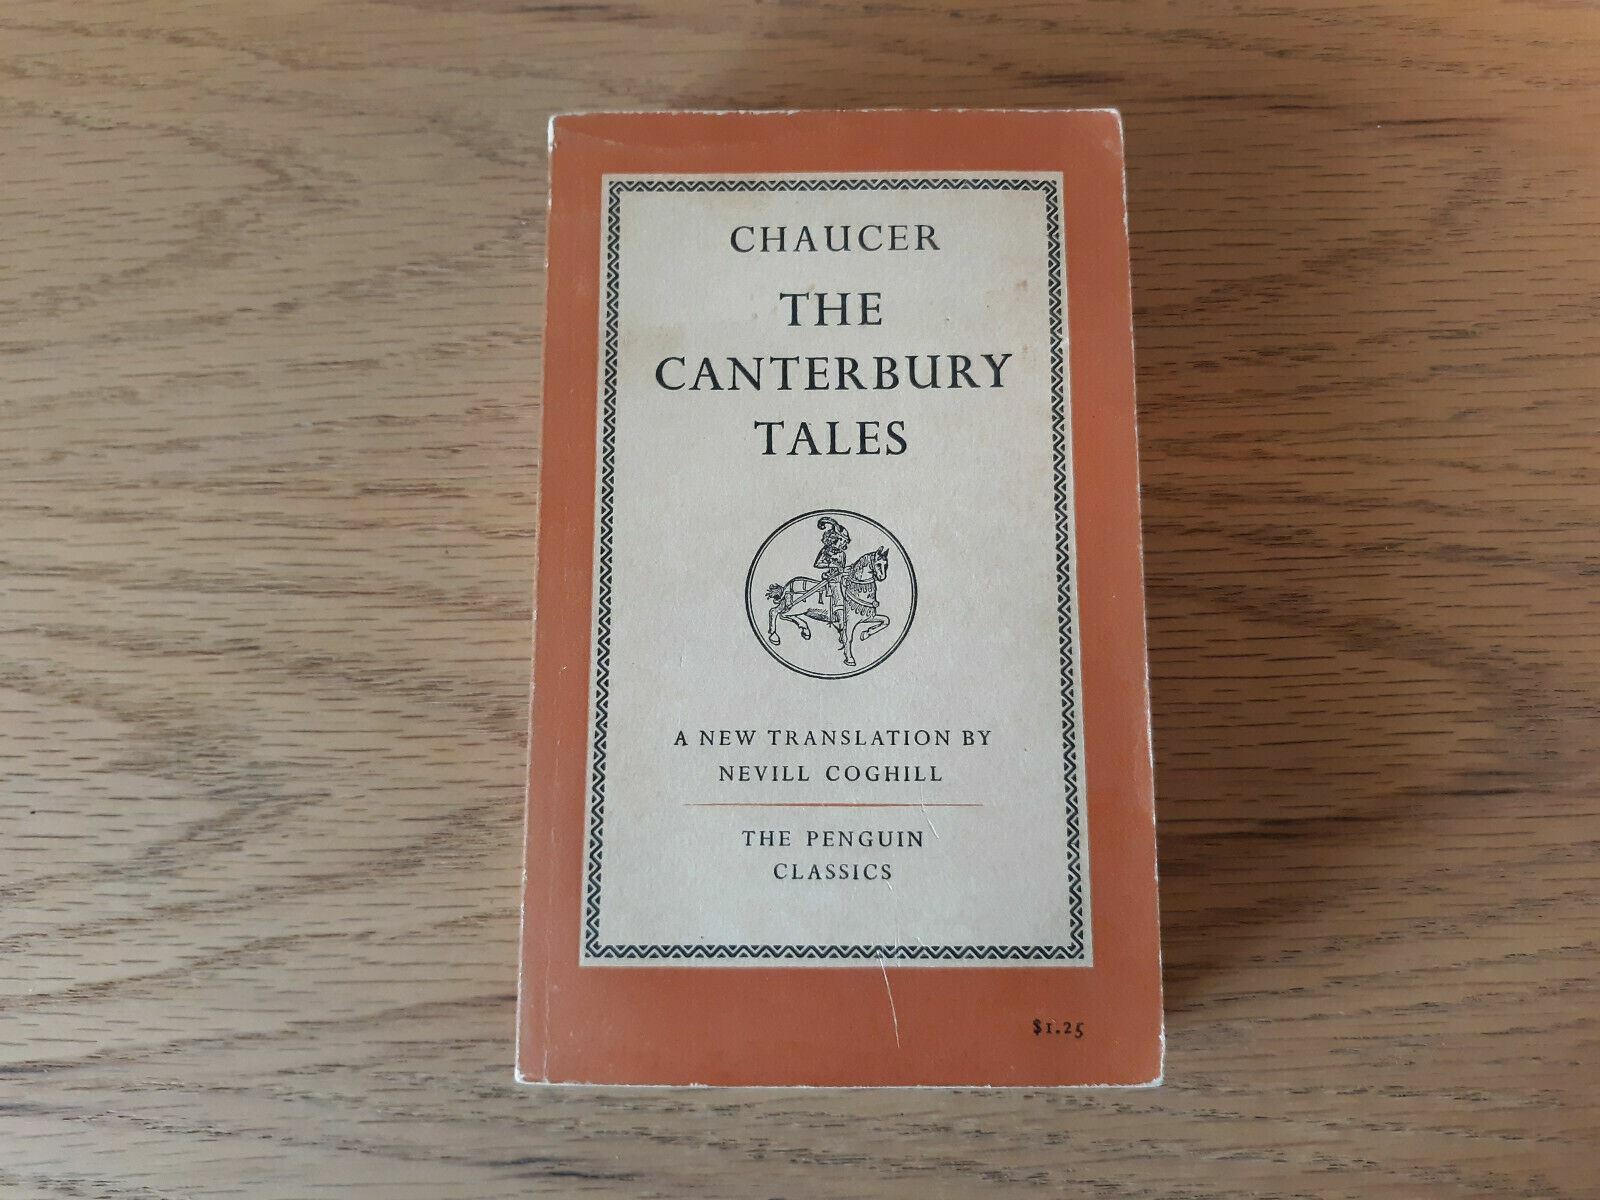 CHAUCER
THE
CANTERBURY
TALES
A NEW TRANSLATION BY
NEVILL COGHILL
THE PENGUIN
CLASSICS
$1.25